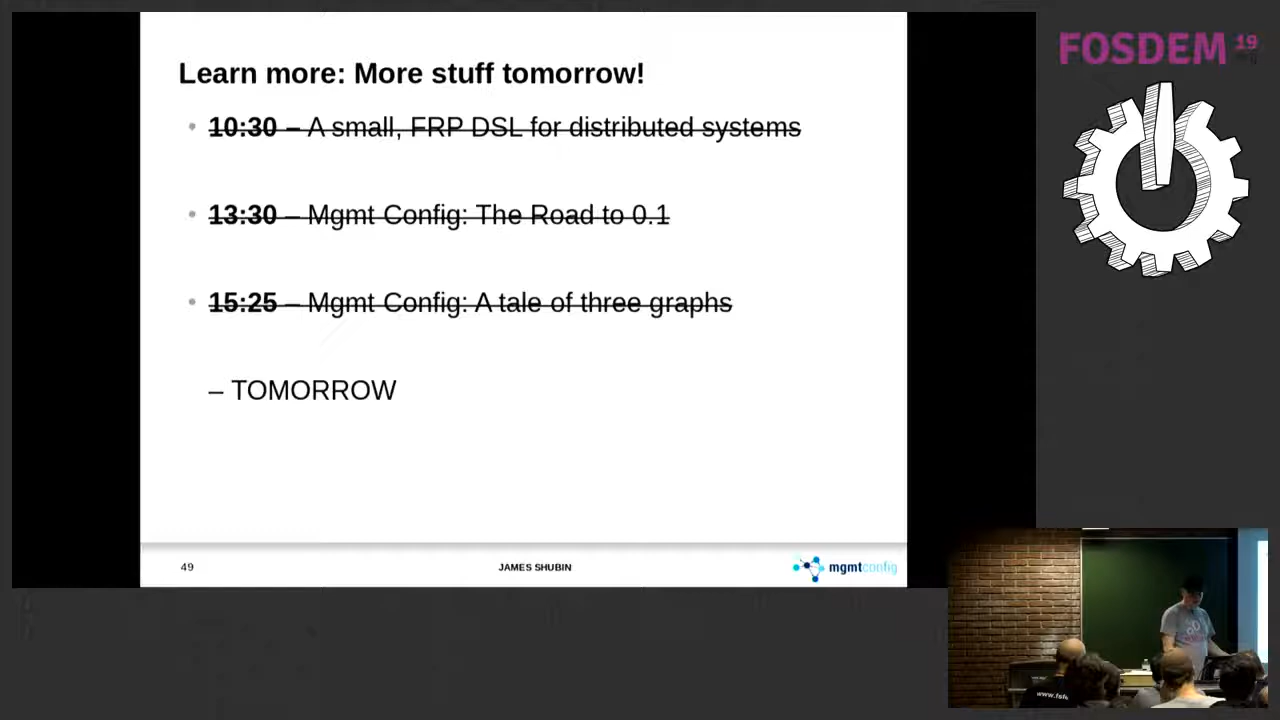 Learn more: More stuff tomorrow!
10:30 – A small, FRP DSL for distributed systems
13:30 – Mgmt Config: The Road to 0.1
15:25 – Mgmt Config: A tale of three graphs
– TOMORROW
49
JAMES SHUBIN
mgmtconfig
FOSDEM 19